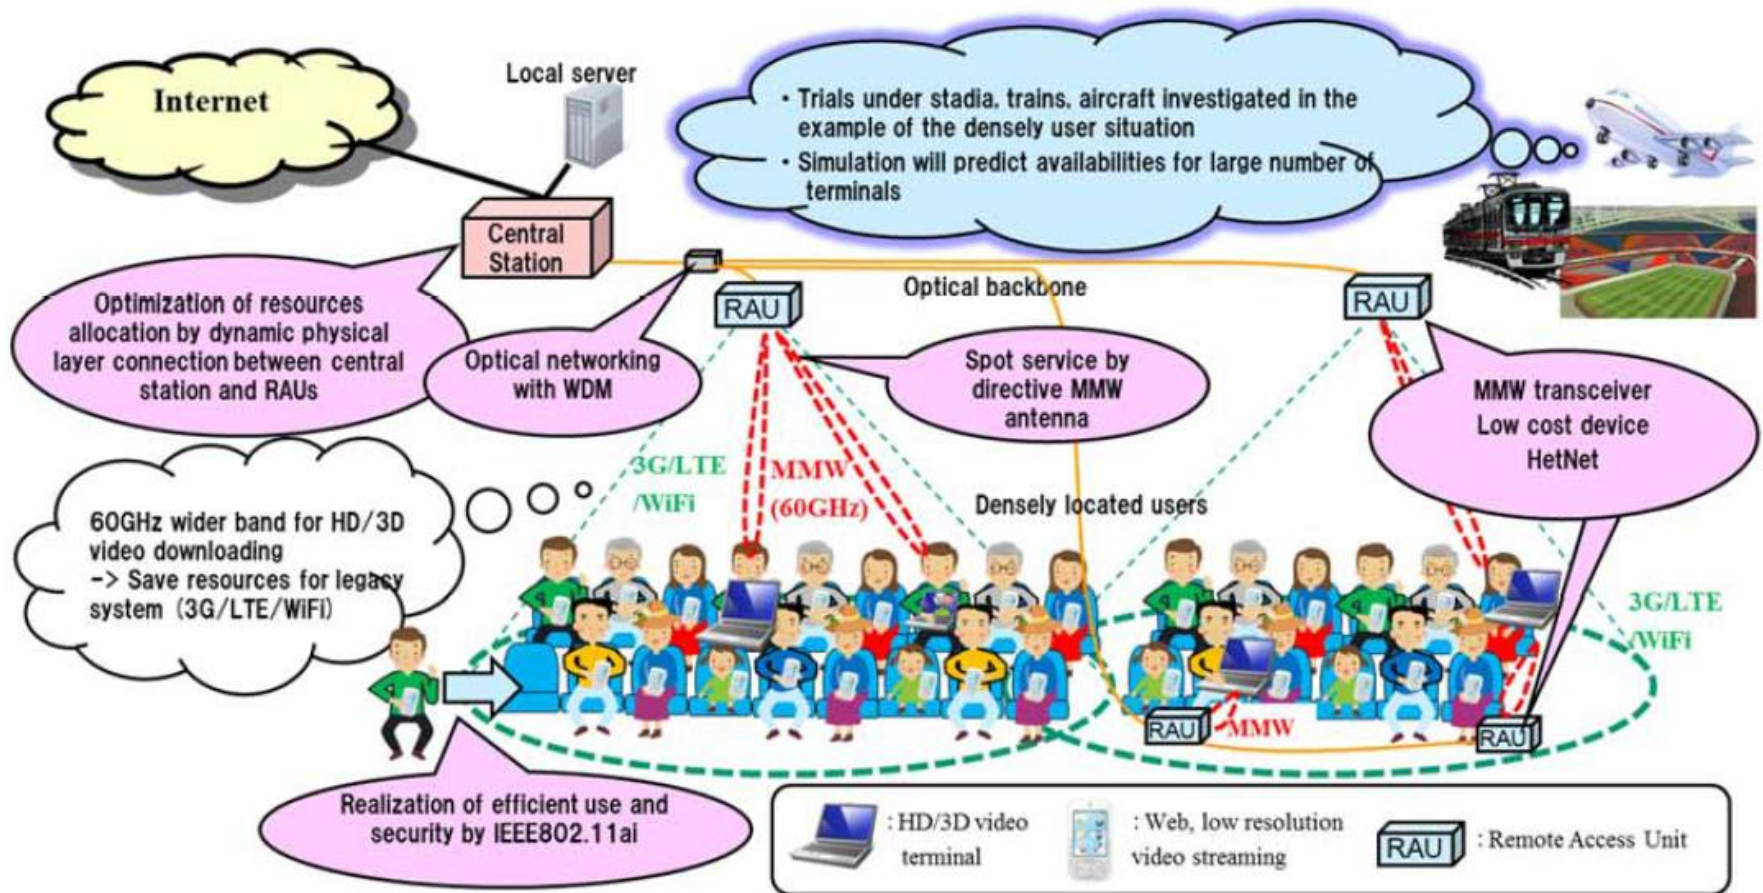 Internet
Local server
・Trials under stadia, trains, aircraft investigated in the
example of the densely user situation
・Simulation will predict availabilities for large number of
terminals
Central
Station
Optimization of resources
allocation by dynamic physical
layer connection between central
station and RAUs
Optical networking
with WDM
RAU
Optical backbone
RAU
Spot service by
directive MMW
antenna
MMW transceiver
Low cost device
HetNet
3G/LTE
/WiFi
MMW
(60GHz)
Densely located users
60GHz wider band for HD/3D
video downloading
-> Save resources for legacy
system (3G/LTE/WiFi)
3G/LTE
/WiFi
RAU
MMW
RAU
Realization of efficient use and
security by IEEE802.11ai
: HD/3D video
terminal
: Web, low resolution
video streaming
RAU
: Remote Access Unit